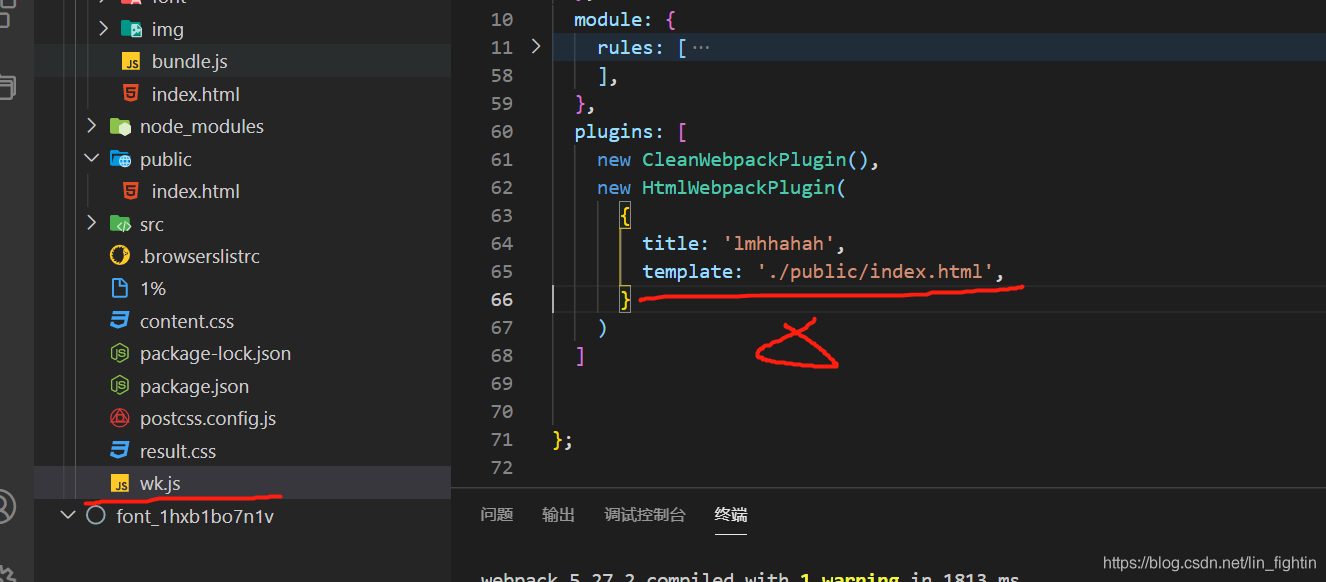 font
img
bundle.js
index.html
node_modules
public
index.html
src
.browserslistrc
1%
content.css
package-lock.json
package.json
postcss.config.js
result.css
wk.js
font_1hxb1bo7n1v
10 module: {
11 rules: [ ···
58 ],
59 },
60 plugins: [
61 new CleanWebpackPlugin(),
62 new HtmlWebpackPlugin(
63 {
64 title: 'lmhhahah',
65 template: './public/index.html',
66 }
67 )
68 ]
69
70
71 };
72
问题 输出 调试控制台 终端
webpack 5.27.2 compiled with 1 warning in 1813 ms
https://blog.csdn.net/lin_fightin